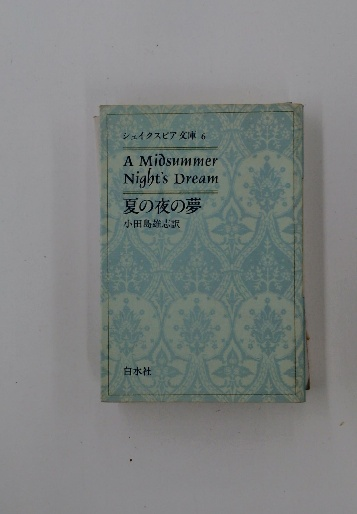 シェイクスピア文庫 6
A Midsummer
Night's Dream
夏の夜の夢
小田島雄志訳
白水社